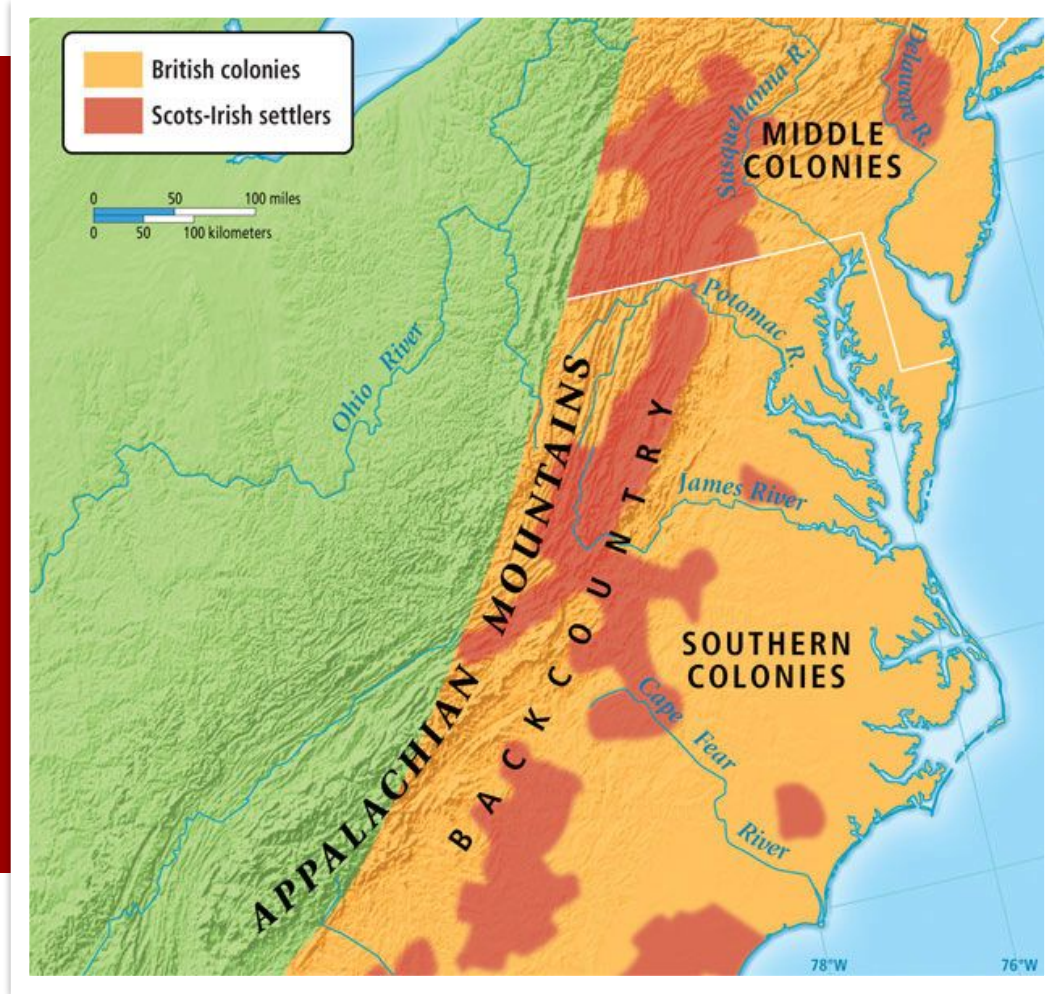 British colonies
Scots-Irish settlers
0 50 100 miles
0 50 100 kilometers
Susquehanna R.
Delaware R.
MIDDLE
COLONIES
Ohio River
Potomac R.
APPALACHIAN MOUNTAINS
BACKCOUNTRY
James River
SOUTHERN
COLONIES
Cape Fear River
78°W
76°W